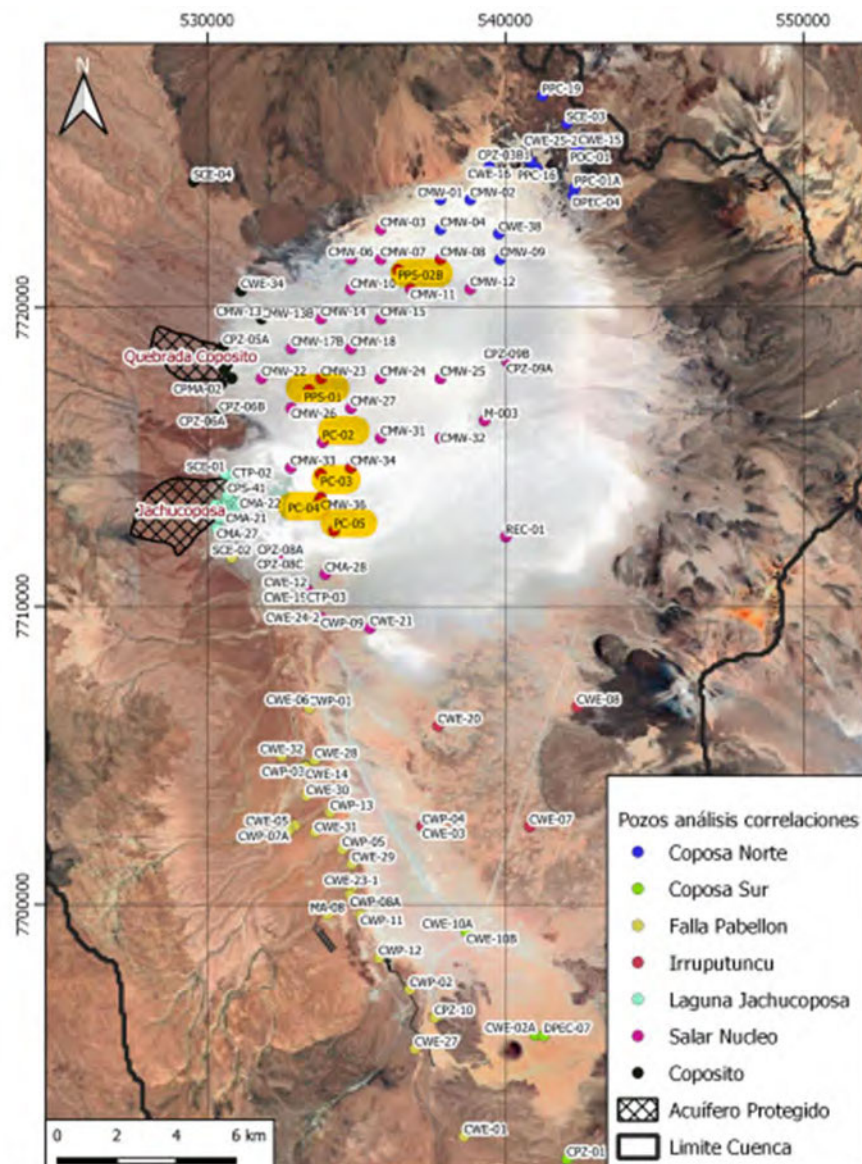 530000 540000 550000
N
PPC-19
SCE-03
CWE-15
PDC-01
CPZ-03B1
CWE-16
PPC-16
SCE-04
PPC-01A
DPEC-04
CMW-01 CMW-02
CMW-03 CMW-04 CWE-38
CMW-06 CMW-07 CMW-08 CMW-09
PPS-02B
CWE-34 CMW-10 CMW-11 CMW-12
7720000
CMW-13 CMW-13B CMW-14 CMW-15
CPZ-05A CMW-17B CMW-18
Quebrada Coposito
CPZ-09B
CPZ-09A
CPMA-02 CMW-22 CMW-23 CMW-24 CMW-25
PPS-01
CPZ-06B CMW-26 CMW-27 M-003
CPZ-06A
PC-02 CMW-31 CMW-32
SCE-01 CTP-02 CMW-33 CMW-34
PC-03
CPS-41
CMA-22 PC-04 CMW-36
Jachucoposa
CMA-21 PC-05
CMA-27 REC-01
SCE-02 CPZ-08A
CPZ-08C
CMA-28
CWE-12
CWE-19 CTP-03
7710000
CWE-24-2 CWP-09 CWE-21
CWE-06 CWP-01 CWE-08
CWE-20
CWE-32 CWE-28
CWP-03 CWE-14
CWE-30
CWP-13
CWE-05 CWP-04 CWE-07
CWP-07A CWE-31 CWE-03
CWP-05
CWE-29
CWE-23-1
7700000
MA-08 CWP-08A
CWP-11 CWE-10A
CWE-10B
CWP-12
CWP-02
CPZ-10
CWE-02A DPEC-07
CWE-27
CWE-01
CPZ-01
Pozos análisis correlaciones
Coposa Norte
Coposa Sur
Falla Pabellon
Irruputuncu
Laguna Jachucoposa
Salar Nucleo
Coposito
Acuífero Protegido
Limite Cuenca
0 2 4 6 km